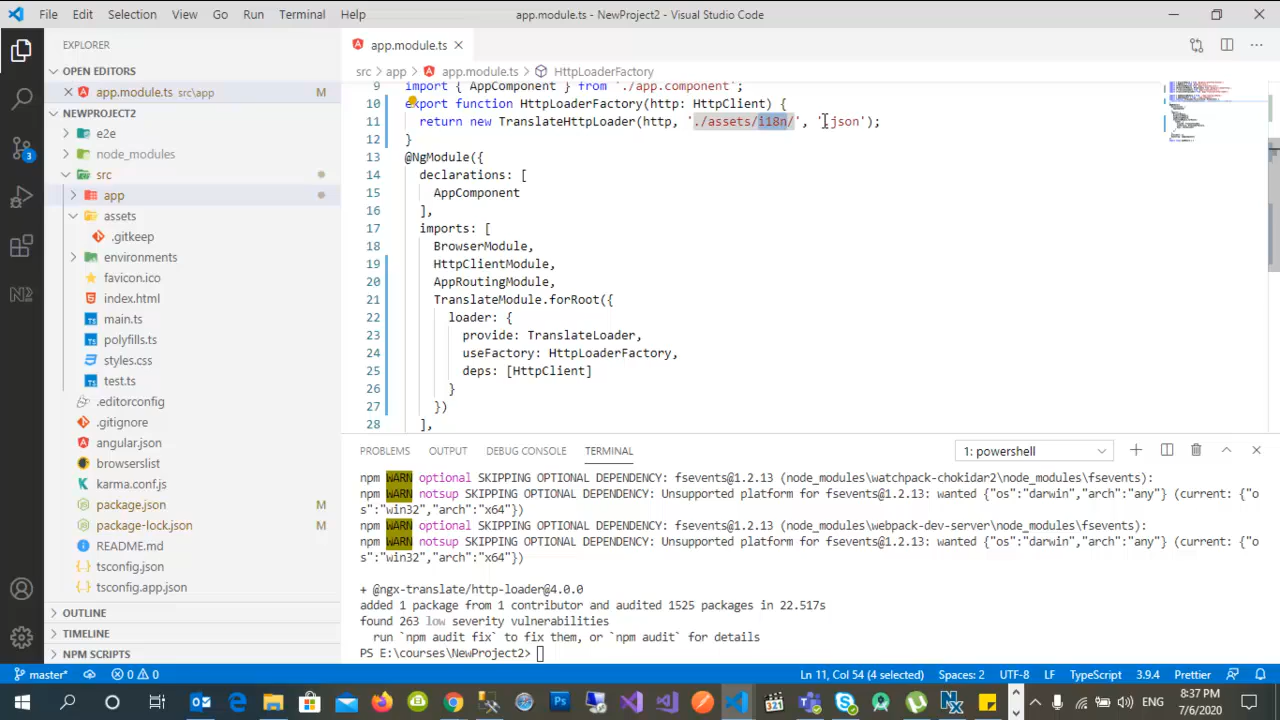 File Edit Selection View Go Run Terminal Help app.module.ts - NewProject2 - Visual Studio Code
EXPLORER
OPEN EDITORS
app.module.ts src\app M
NEWPROJECT2
e2e
node_modules
src
app
assets
.gitkeep
environments
favicon.ico
index.html
main.ts
polyfills.ts
styles.css
test.ts
.editorconfig
.gitignore
angular.json
browserslist
karma.conf.js
package.json M
package-lock.json M
README.md
tsconfig.json
tsconfig.app.json
OUTLINE
TIMELINE
NPM SCRIPTS
app.module.ts
src > app > app.module.ts > HttpLoaderFactory
9 import { AppComponent } from './app.component';
10 export function HttpLoaderFactory(http: HttpClient) {
11 return new TranslateHttpLoader(http, './assets/i18n/', '.json');
12 }
13 @NgModule({
14 declarations: [
15 AppComponent
16 ],
17 imports: [
18 BrowserModule,
19 HttpClientModule,
20 AppRoutingModule,
21 TranslateModule.forRoot({
22 loader: {
23 provide: TranslateLoader,
24 useFactory: HttpLoaderFactory,
25 deps: [HttpClient]
26 }
27 })
28 ],
PROBLEMS OUTPUT DEBUG CONSOLE TERMINAL 1: powershell
npm WARN optional SKIPPING OPTIONAL DEPENDENCY: fsevents@1.2.13 (node_modules\watchpack-chokidar2\node_modules\fsevents):
npm WARN notsup SKIPPING OPTIONAL DEPENDENCY: Unsupported platform for fsevents@1.2.13: wanted {"os":"darwin","arch":"any"} (current: {"o
s":"win32","arch":"x64"})
npm WARN optional SKIPPING OPTIONAL DEPENDENCY: fsevents@1.2.13 (node_modules\webpack-dev-server\node_modules\fsevents):
npm WARN notsup SKIPPING OPTIONAL DEPENDENCY: Unsupported platform for fsevents@1.2.13: wanted {"os":"darwin","arch":"any"} (current: {"o
s":"win32","arch":"x64"})
+ @ngx-translate/http-loader@4.0.0
added 1 package from 1 contributor and audited 1525 packages in 22.517s
found 263 low severity vulnerabilities
run `npm audit fix` to fix them, or `npm audit` for details
PS E:\courses\NewProject2>
master* 0 0 Ln 11, Col 54 (4 selected) Spaces: 2 UTF-8 LF TypeScript 3.9.4 Prettier
ENG 8:37 PM
7/6/2020